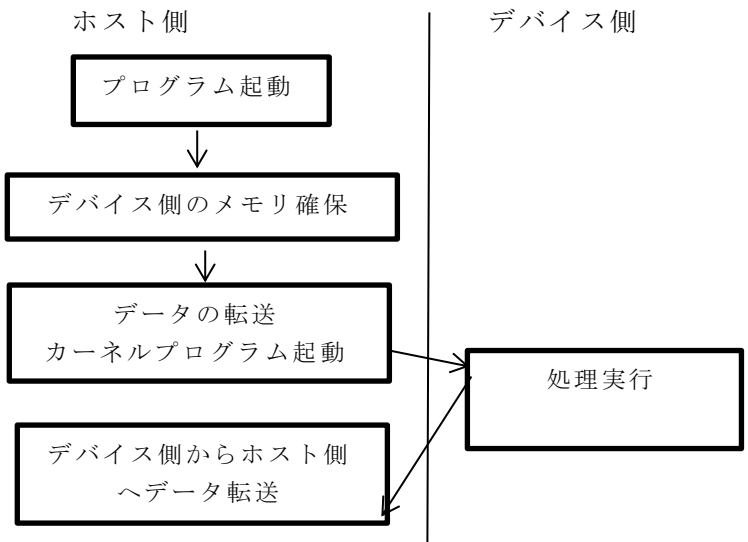 ホスト側
デバイス側
プログラム起動
デバイス側のメモリ確保
データの転送
カーネルプログラム起動
処理実行
デバイス側からホスト側
へデータ転送